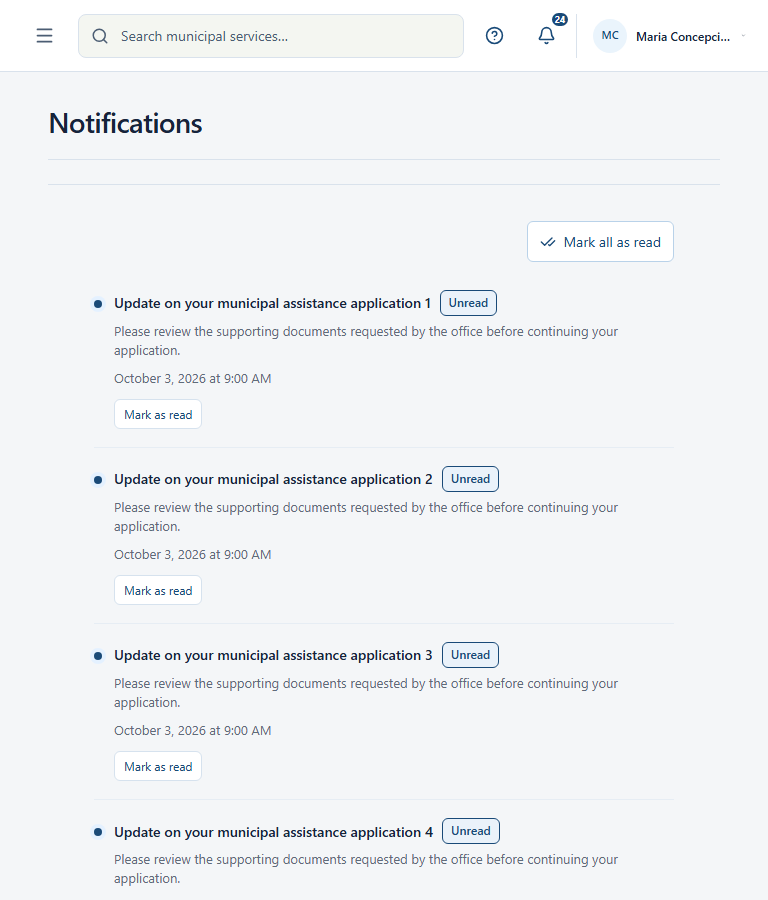 Search municipal services...
24
MC
Maria Concepci...
Notifications
Mark all as read
Update on your municipal assistance application 1
Unread
Please review the supporting documents requested by the office before continuing your
application.
October 3, 2026 at 9:00 AM
Mark as read
Update on your municipal assistance application 2
Unread
Please review the supporting documents requested by the office before continuing your
application.
October 3, 2026 at 9:00 AM
Mark as read
Update on your municipal assistance application 3
Unread
Please review the supporting documents requested by the office before continuing your
application.
October 3, 2026 at 9:00 AM
Mark as read
Update on your municipal assistance application 4
Unread
Please review the supporting documents requested by the office before continuing your
application.